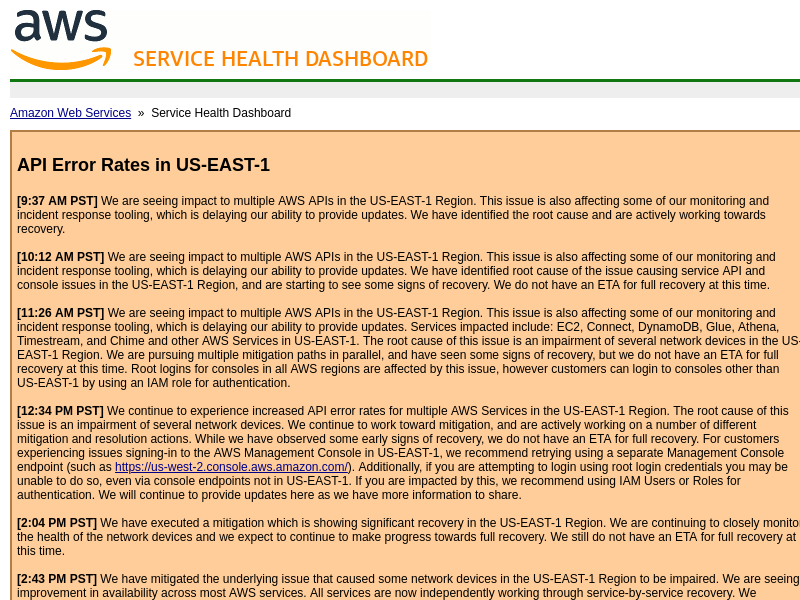 aws
SERVICE HEALTH DASHBOARD
Amazon Web Services » Service Health Dashboard
API Error Rates in US-EAST-1
[9:37 AM PST] We are seeing impact to multiple AWS APIs in the US-EAST-1 Region. This issue is also affecting some of our monitoring and
incident response tooling, which is delaying our ability to provide updates. We have identified the root cause and are actively working towards
recovery.
[10:12 AM PST] We are seeing impact to multiple AWS APIs in the US-EAST-1 Region. This issue is also affecting some of our monitoring and
incident response tooling, which is delaying our ability to provide updates. We have identified root cause of the issue causing service API and
console issues in the US-EAST-1 Region, and are starting to see some signs of recovery. We do not have an ETA for full recovery at this time.
[11:26 AM PST] We are seeing impact to multiple AWS APIs in the US-EAST-1 Region. This issue is also affecting some of our monitoring and
incident response tooling, which is delaying our ability to provide updates. Services impacted include: EC2, Connect, DynamoDB, Glue, Athena,
Timestream, and Chime and other AWS Services in US-EAST-1. The root cause of this issue is an impairment of several network devices in the US-
EAST-1 Region. We are pursuing multiple mitigation paths in parallel, and have seen some signs of recovery, but we do not have an ETA for full
recovery at this time. Root logins for consoles in all AWS regions are affected by this issue, however customers can login to consoles other than
US-EAST-1 by using an IAM role for authentication.
[12:34 PM PST] We continue to experience increased API error rates for multiple AWS Services in the US-EAST-1 Region. The root cause of this
issue is an impairment of several network devices. We continue to work toward mitigation, and are actively working on a number of different
mitigation and resolution actions. While we have observed some early signs of recovery, we do not have an ETA for full recovery. For customers
experiencing issues signing-in to the AWS Management Console in US-EAST-1, we recommend retrying using a separate Management Console
endpoint (such as https://us-west-2.console.aws.amazon.com/). Additionally, if you are attempting to login using root login credentials you may be
unable to do so, even via console endpoints not in US-EAST-1. If you are impacted by this, we recommend using IAM Users or Roles for
authentication. We will continue to provide updates here as we have more information to share.
[2:04 PM PST] We have executed a mitigation which is showing significant recovery in the US-EAST-1 Region. We are continuing to closely monitor
the health of the network devices and we expect to continue to make progress towards full recovery. We still do not have an ETA for full recovery at
this time.
[2:43 PM PST] We have mitigated the underlying issue that caused some network devices in the US-EAST-1 Region to be impaired. We are seeing
improvement in availability across most AWS services. All services are now independently working through service-by-service recovery. We